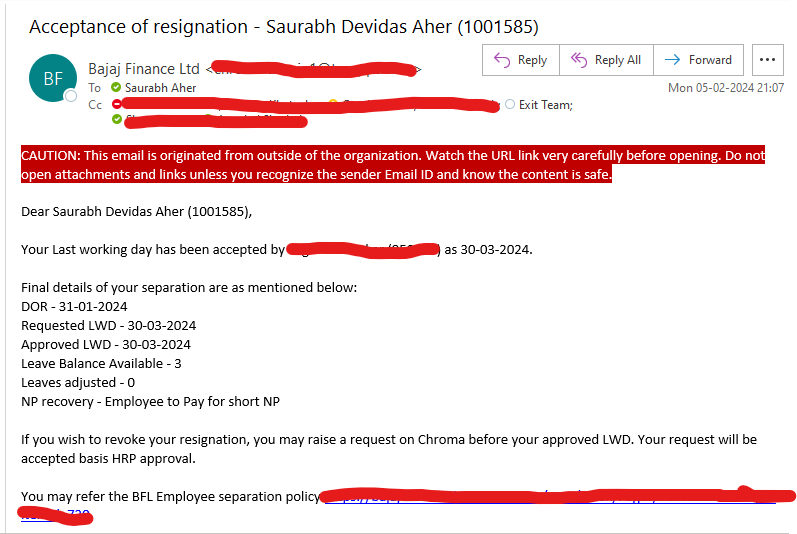 Acceptance of resignation - Saurabh Devidas Aher (1001585)
BF
Bajaj Finance Ltd <
>
Reply
Reply All
Forward
To Saurabh Aher
Mon 05-02-2024 21:07
Cc
Exit Team;
CAUTION: This email is originated from outside of the organization. Watch the URL link very carefully before opening. Do not
open attachments and links unless you recognize the sender Email ID and know the content is safe.
Dear Saurabh Devidas Aher (1001585),
Your Last working day has been accepted by ) as 30-03-2024.
Final details of your separation are as mentioned below:
DOR - 31-01-2024
Requested LWD - 30-03-2024
Approved LWD - 30-03-2024
Leave Balance Available - 3
Leaves adjusted - 0
NP recovery - Employee to Pay for short NP
If you wish to revoke your resignation, you may raise a request on Chroma before your approved LWD. Your request will be
accepted basis HRP approval.
You may refer the BFL Employee separation policy